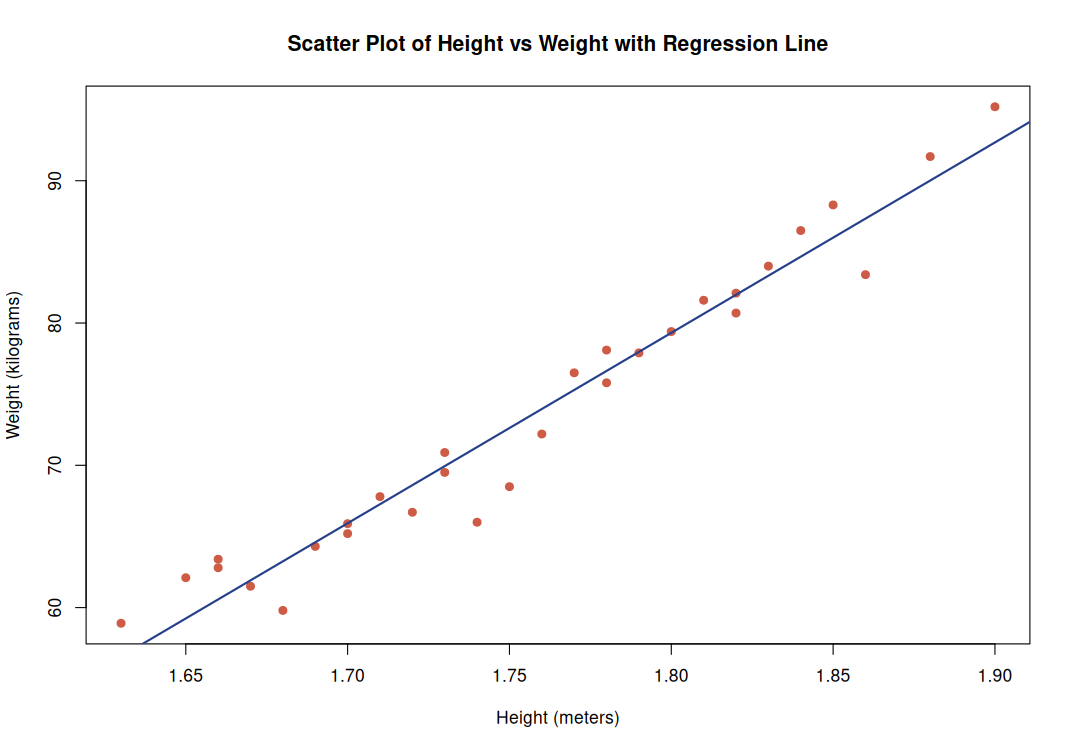 Scatter Plot of Height vs Weight with Regression Line
Weight (kilograms)
90
80
70
60
1.65 1.70 1.75 1.80 1.85 1.90
Height (meters)